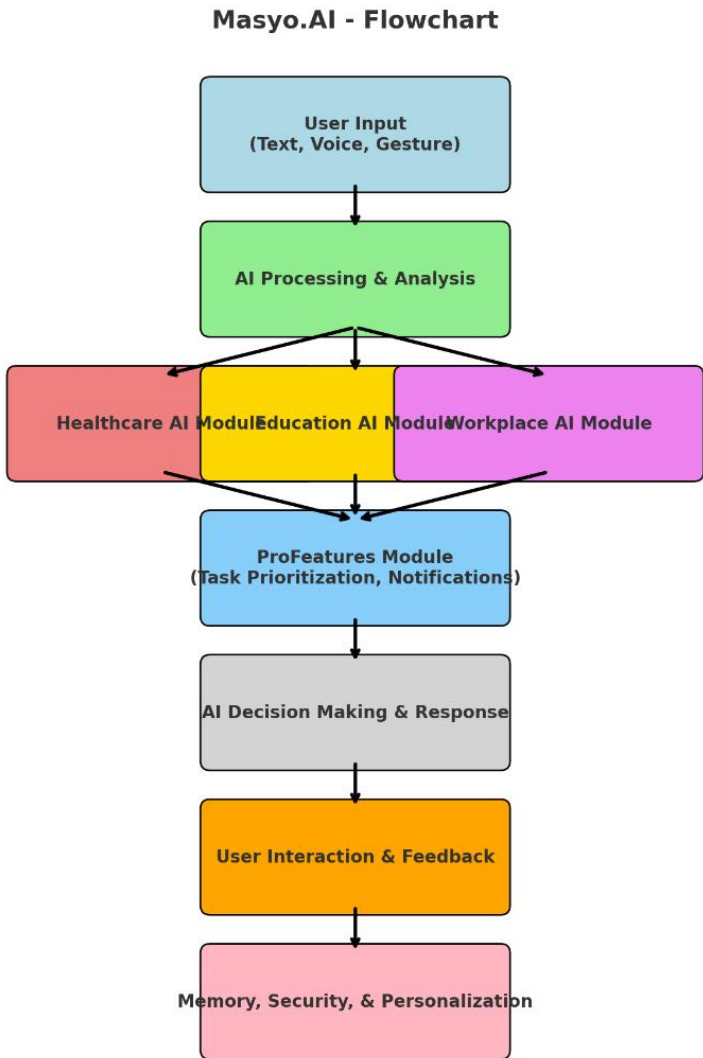 Masyo.AI - Flowchart
User Input
(Text, Voice, Gesture)
AI Processing & Analysis
Healthcare AI Module
Education AI Module
Workplace AI Module
ProFeatures Module
(Task Prioritization, Notifications)
AI Decision Making & Response
User Interaction & Feedback
Memory, Security, & Personalization